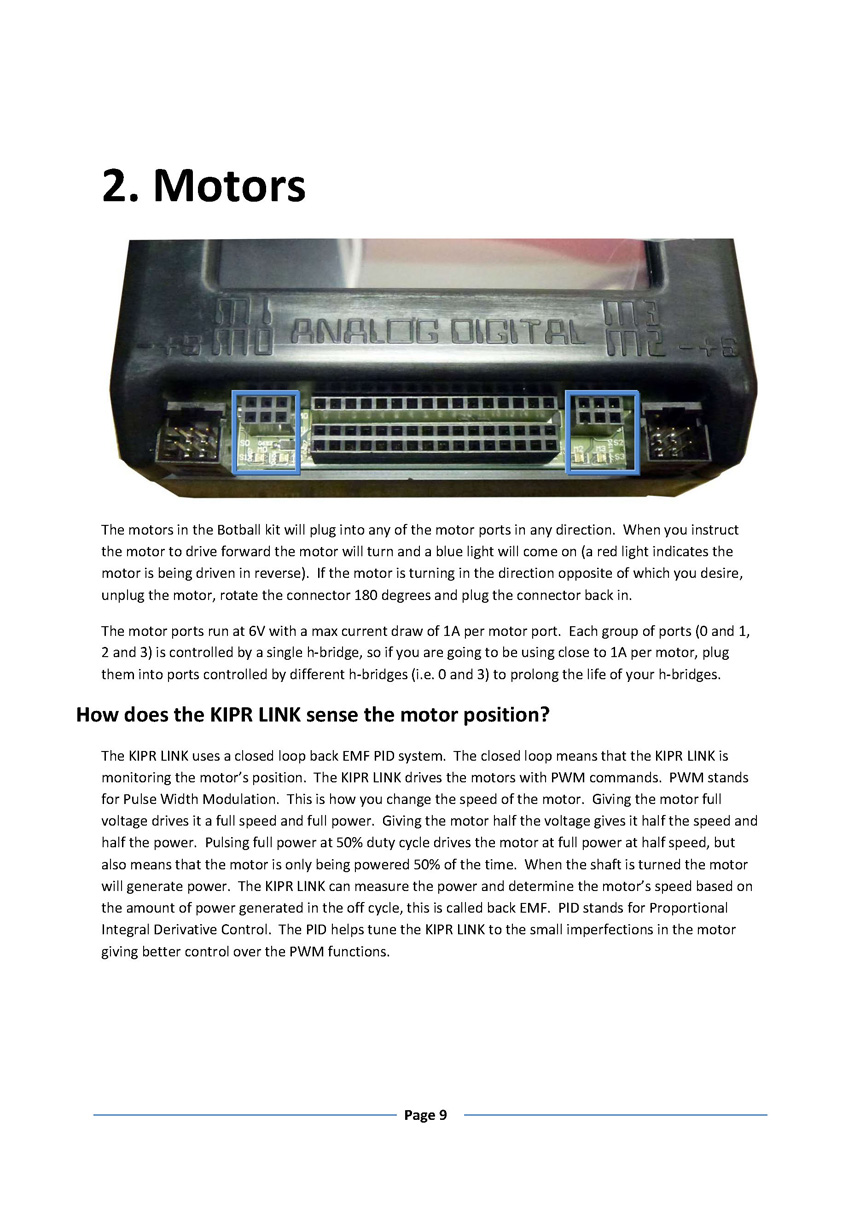 2. Motors
M1
M3
ANALOG DIGITAL
-+S M0
M2 -+S
The motors in the Botball kit will plug into any of the motor ports in any direction.  When you instruct
the motor to drive forward the motor will turn and a blue light will come on (a red light indicates the
motor is being driven in reverse).  If the motor is turning in the direction opposite of which you desire,
unplug the motor, rotate the connector 180 degrees and plug the connector back in.
The motor ports run at 6V with a max current draw of 1A per motor port.  Each group of ports (0 and 1,
2 and 3) is controlled by a single h-bridge, so if you are going to be using close to 1A per motor, plug
them into ports controlled by different h-bridges (i.e. 0 and 3) to prolong the life of your h-bridges.
How does the KIPR LINK sense the motor position?
The KIPR LINK uses a closed loop back EMF PID system.  The closed loop means that the KIPR LINK is
monitoring the motor's position.  The KIPR LINK drives the motors with PWM commands.  PWM stands
for Pulse Width Modulation.  This is how you change the speed of the motor.  Giving the motor full
voltage drives it a full speed and full power.  Giving the motor half the voltage gives it half the speed and
half the power.  Pulsing full power at 50% duty cycle drives the motor at full power at half speed, but
also means that the motor is only being powered 50% of the time.  When the shaft is turned the motor
will generate power.  The KIPR LINK can measure the power and determine the motor's speed based on
the amount of power generated in the off cycle, this is called back EMF.  PID stands for Proportional
Integral Derivative Control.  The PID helps tune the KIPR LINK to the small imperfections in the motor
giving better control over the PWM functions.
Page 9